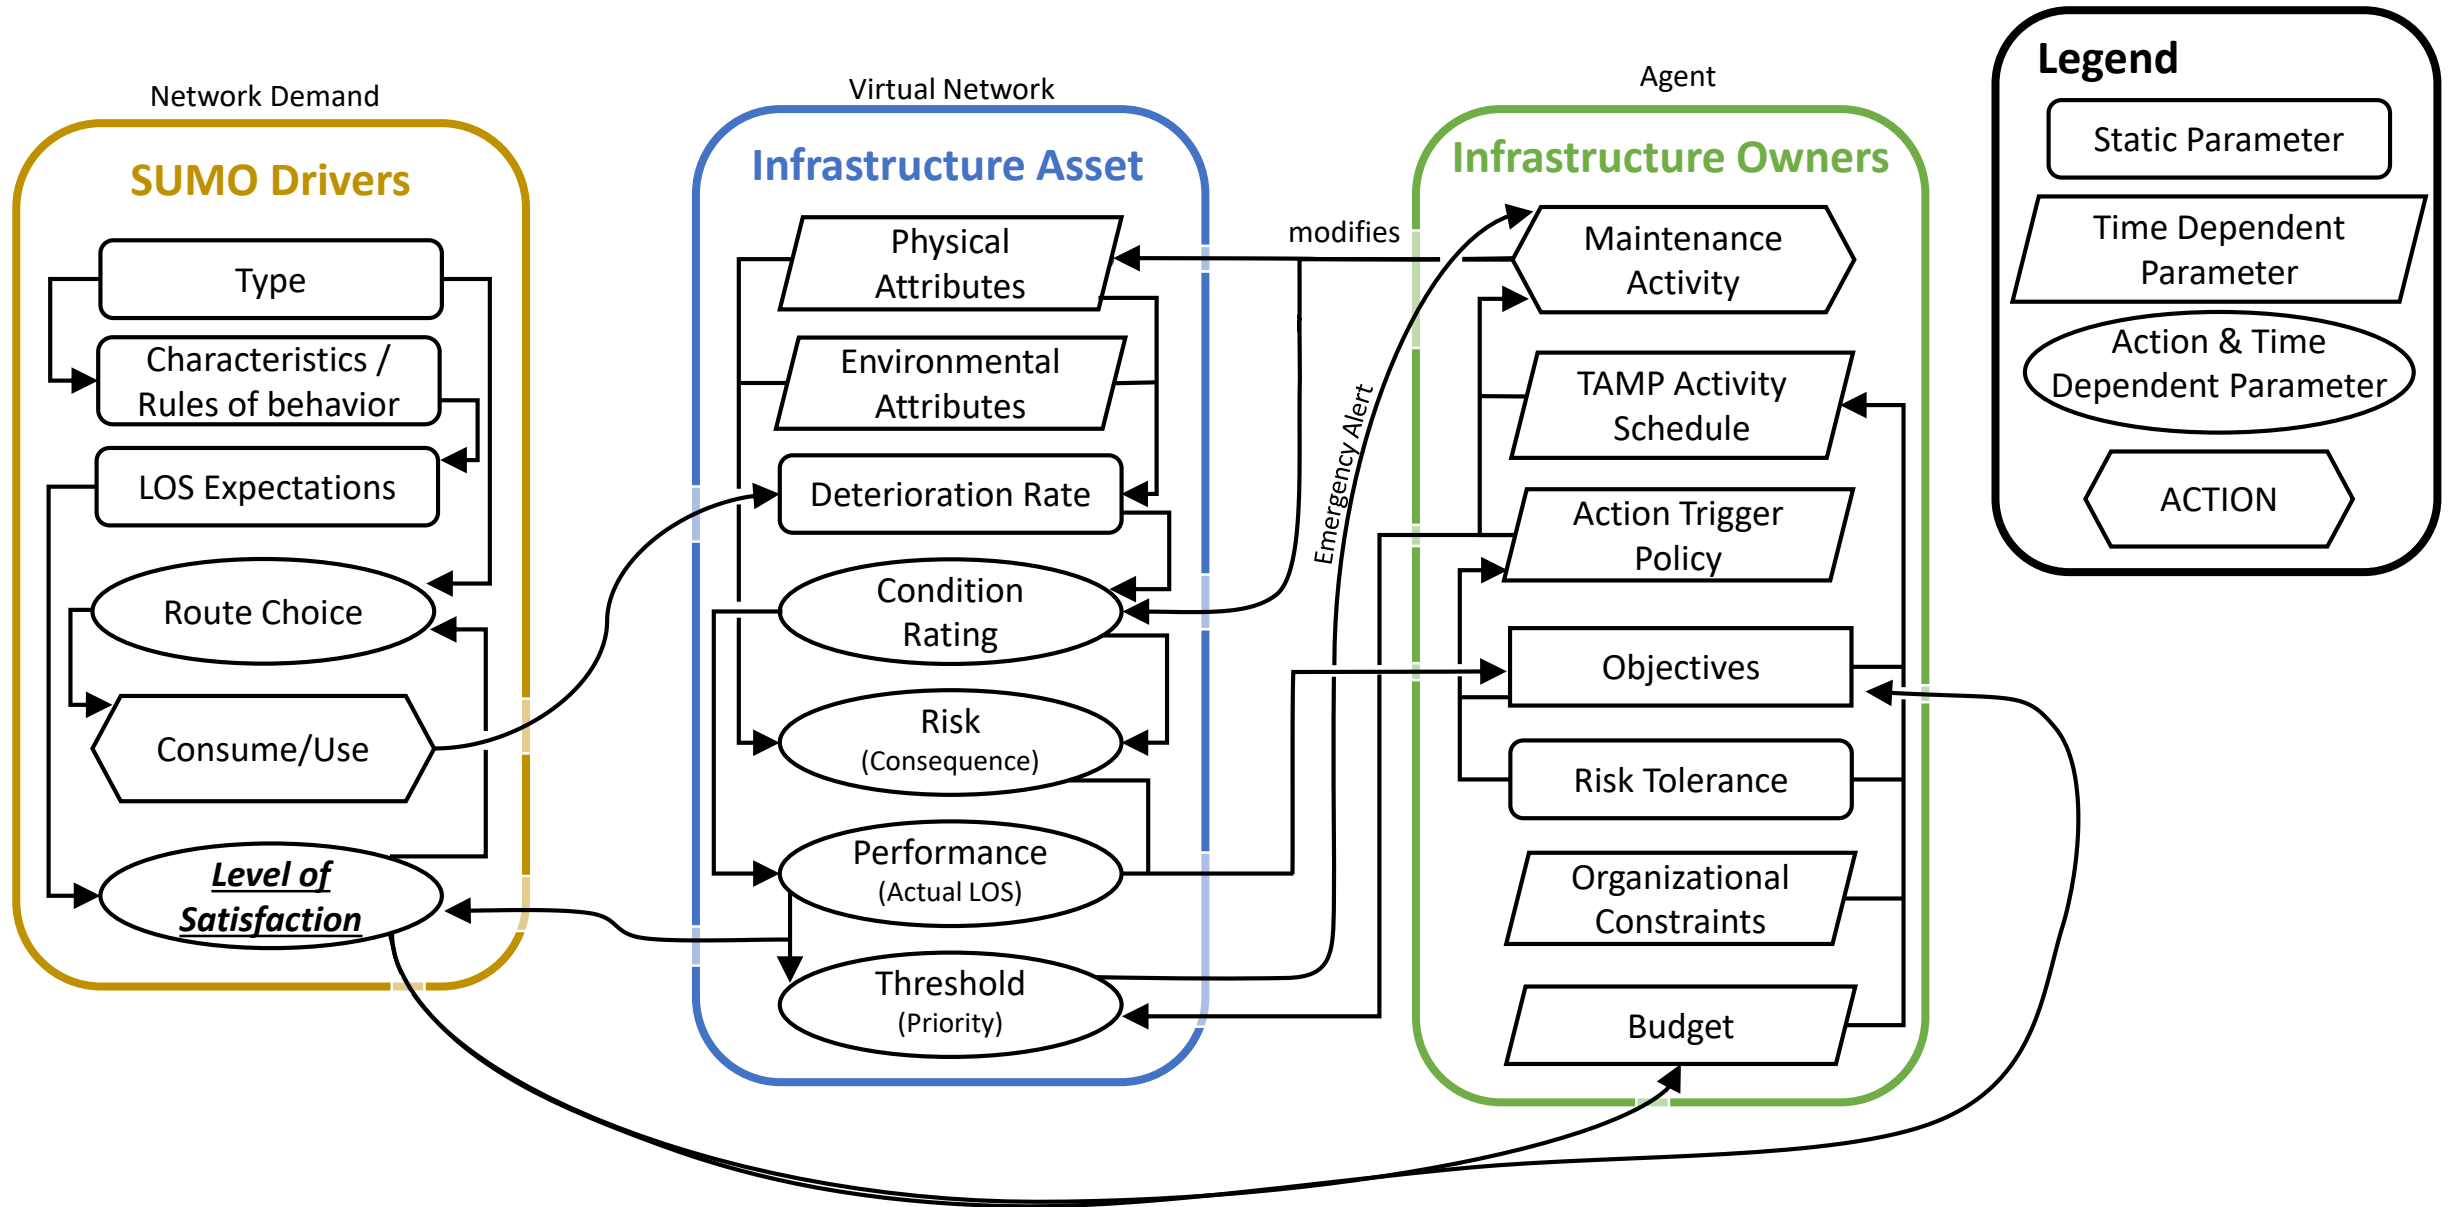 Network Demand
SUMO Drivers
Type
Characteristics /
Rules of behavior
LOS Expectations
Route Choice
Consume/Use
Level of
Satisfaction
Virtual Network
Infrastructure Asset
Physical
Attributes
Environmental
Attributes
Deterioration Rate
Condition
Rating
Risk
(Consequence)
Performance
(Actual LOS)
Threshold
(Priority)
modifies
Emergency Alert
Agent
Infrastructure Owners
Maintenance
Activity
TAMP Activity
Schedule
Action Trigger
Policy
Objectives
Risk Tolerance
Organizational
Constraints
Budget
Legend
Static Parameter
Time Dependent
Parameter
Action & Time
Dependent Parameter
ACTION